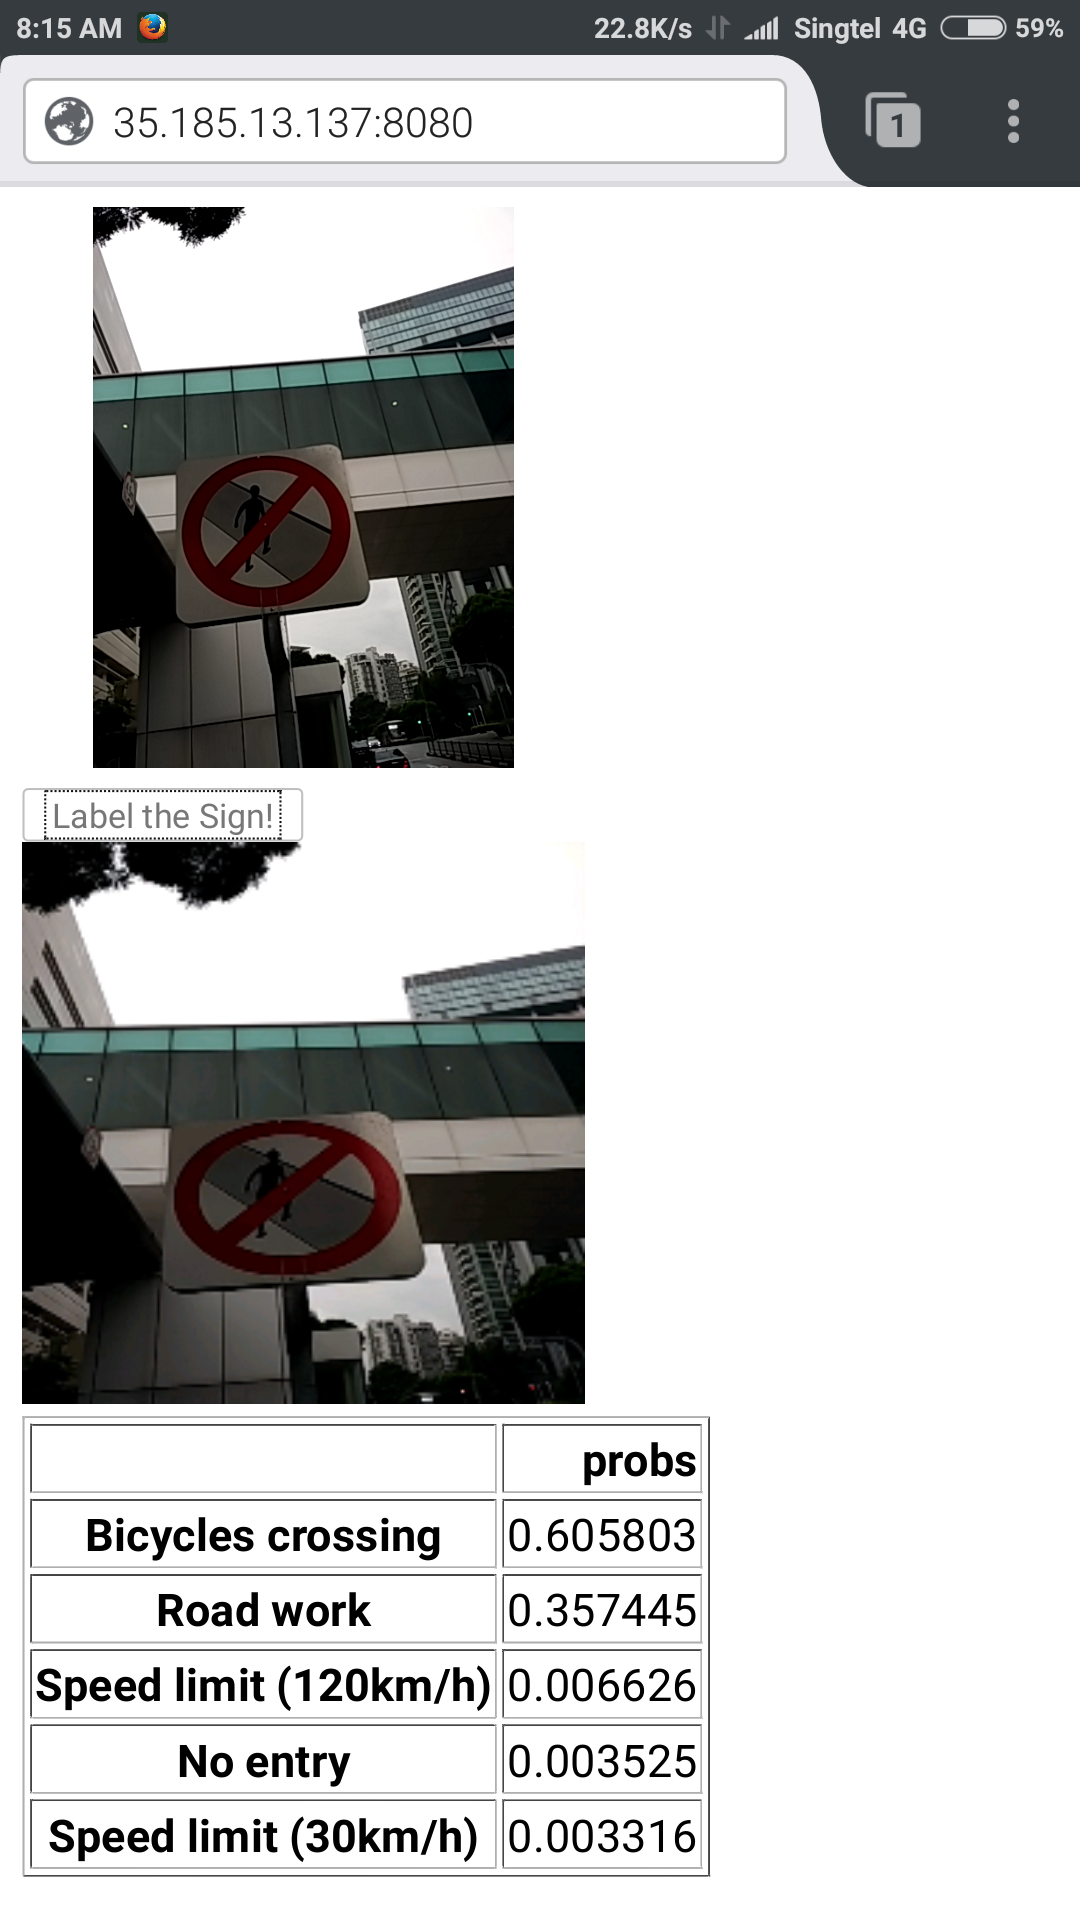 8:15 AM 22.8K/s Singtel 4G 59%
35.185.13.137:8080 1
Label the Sign!
probs
Bicycles crossing 0.605803
Road work 0.357445
Speed limit (120km/h) 0.006626
No entry 0.003525
Speed limit (30km/h) 0.003316